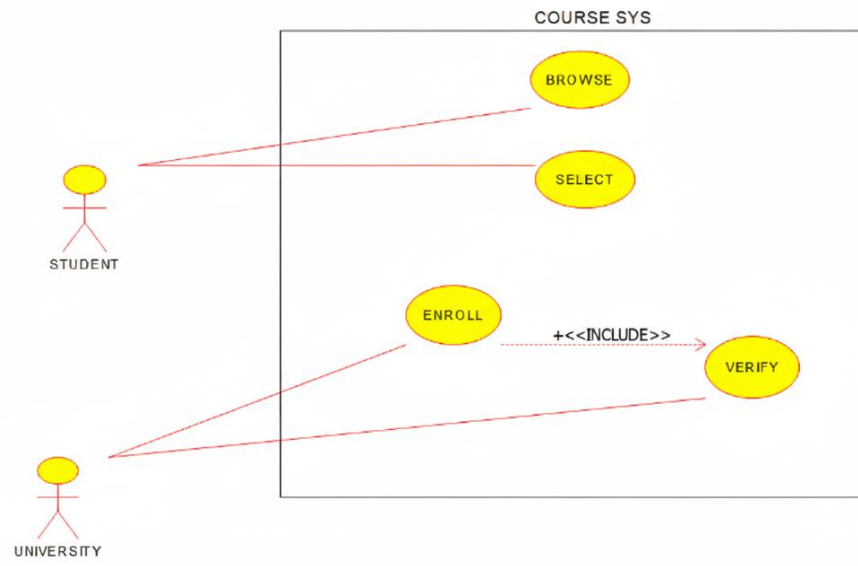 COURSE SYS
BROWSE
SELECT
STUDENT
ENROLL
+<<INCLUDE>>
VERIFY
UNIVERSITY